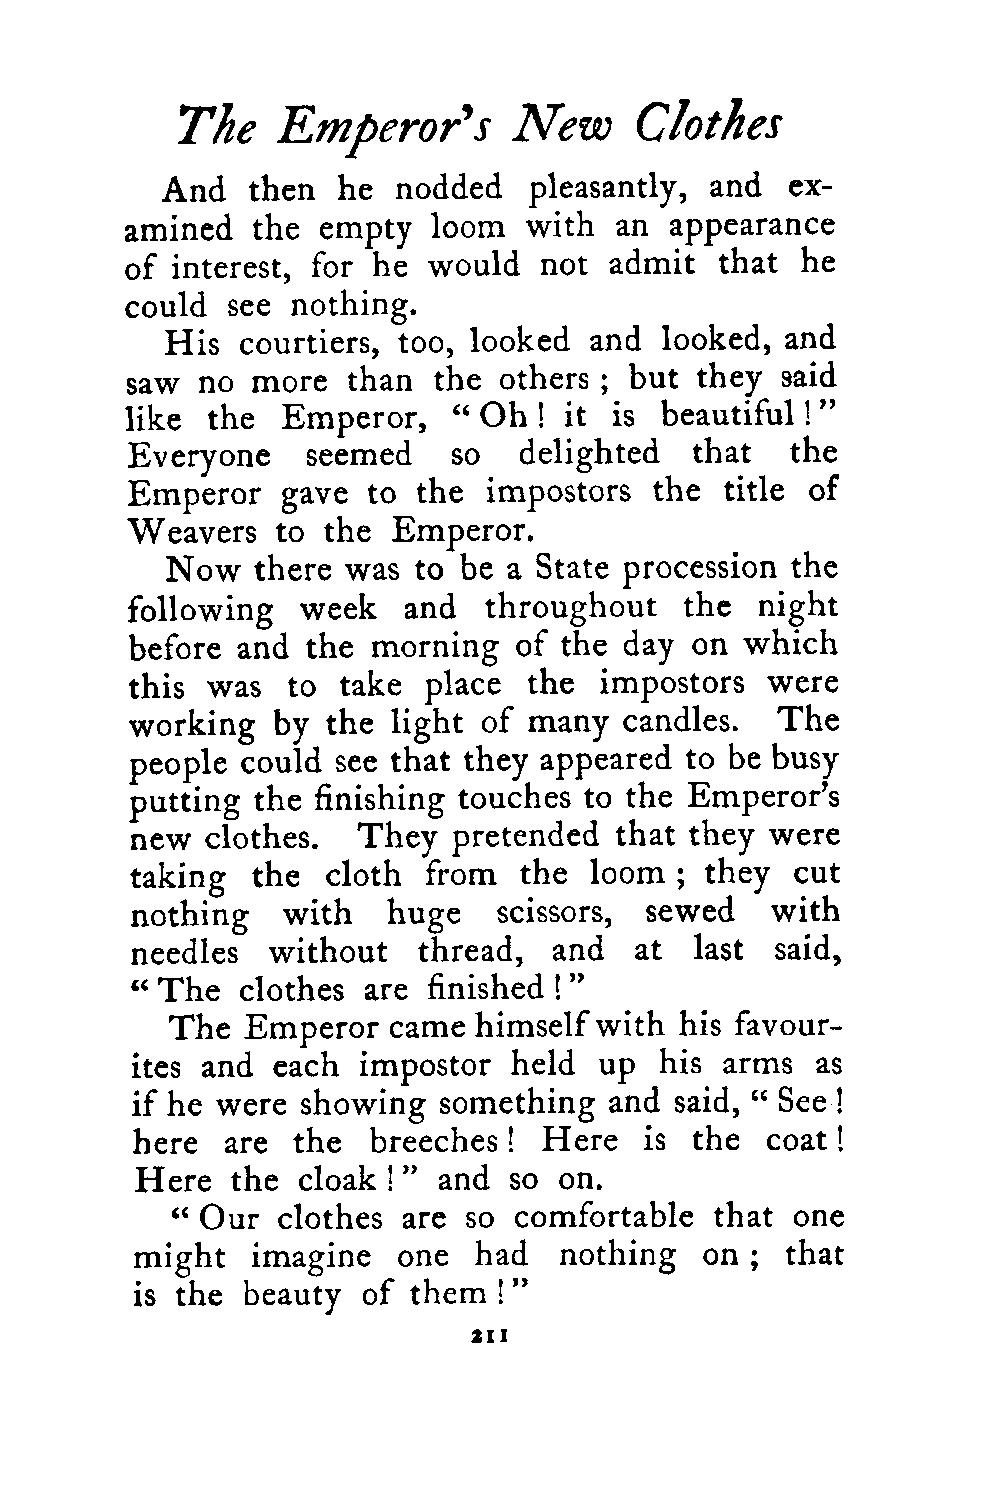 The Emperor's New Clothes
And then he nodded pleasantly, and ex-
amined the empty loom with an appearance
of interest, for he would not admit that he
could see nothing.
His courtiers, too, looked and looked, and
saw no more than the others ; but they said
like the Emperor, “ Oh ! it is beautiful ! ”
Everyone seemed so delighted that the
Emperor gave to the impostors the title of
Weavers to the Emperor.
Now there was to be a State procession the
following week and throughout the night
before and the morning of the day on which
this was to take place the impostors were
working by the light of many candles. The
people could see that they appeared to be busy
putting the finishing touches to the Emperor's
new clothes. They pretended that they were
taking the cloth from the loom ; they cut
nothing with huge scissors, sewed with
needles without thread, and at last said,
“ The clothes are finished ! ”
The Emperor came himself with his favour-
ites and each impostor held up his arms as
if he were showing something and said, “ See !
here are the breeches ! Here is the coat !
Here the cloak ! ” and so on.
“ Our clothes are so comfortable that one
might imagine one had nothing on ; that
is the beauty of them ! ”
211